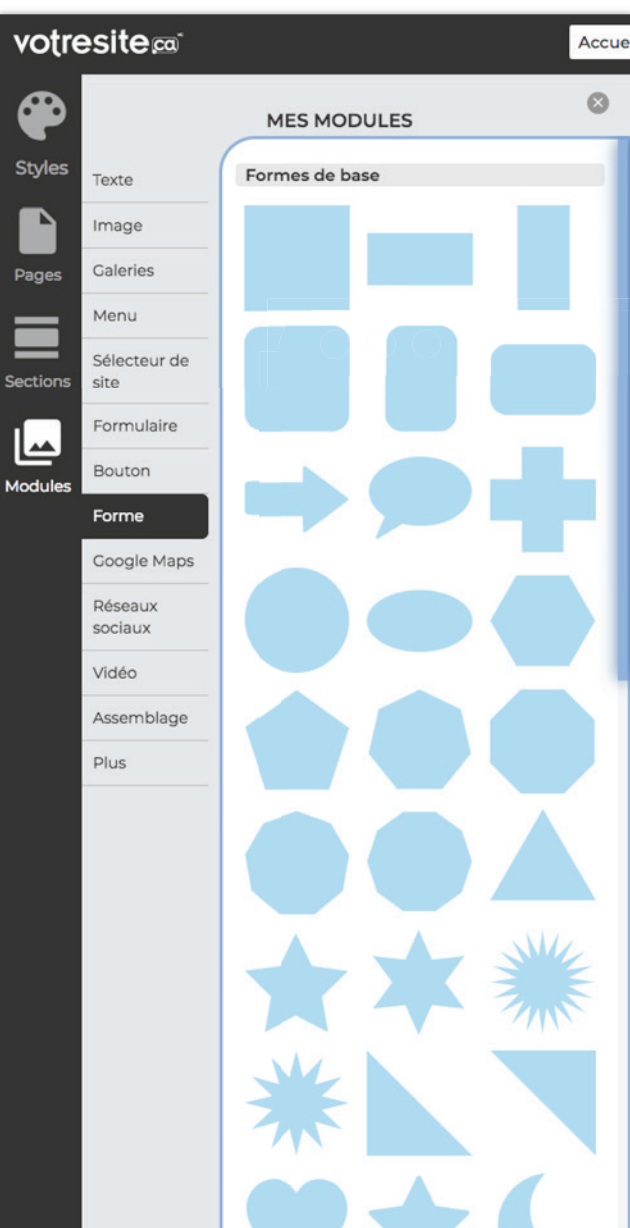 votresite.ca
Accue
MES MODULES
Styles
Pages
Sections
Modules
Texte
Image
Galeries
Menu
Sélecteur de
site
Formulaire
Bouton
Forme
Google Maps
Réseaux
sociaux
Vidéo
Assemblage
Plus
Formes de base